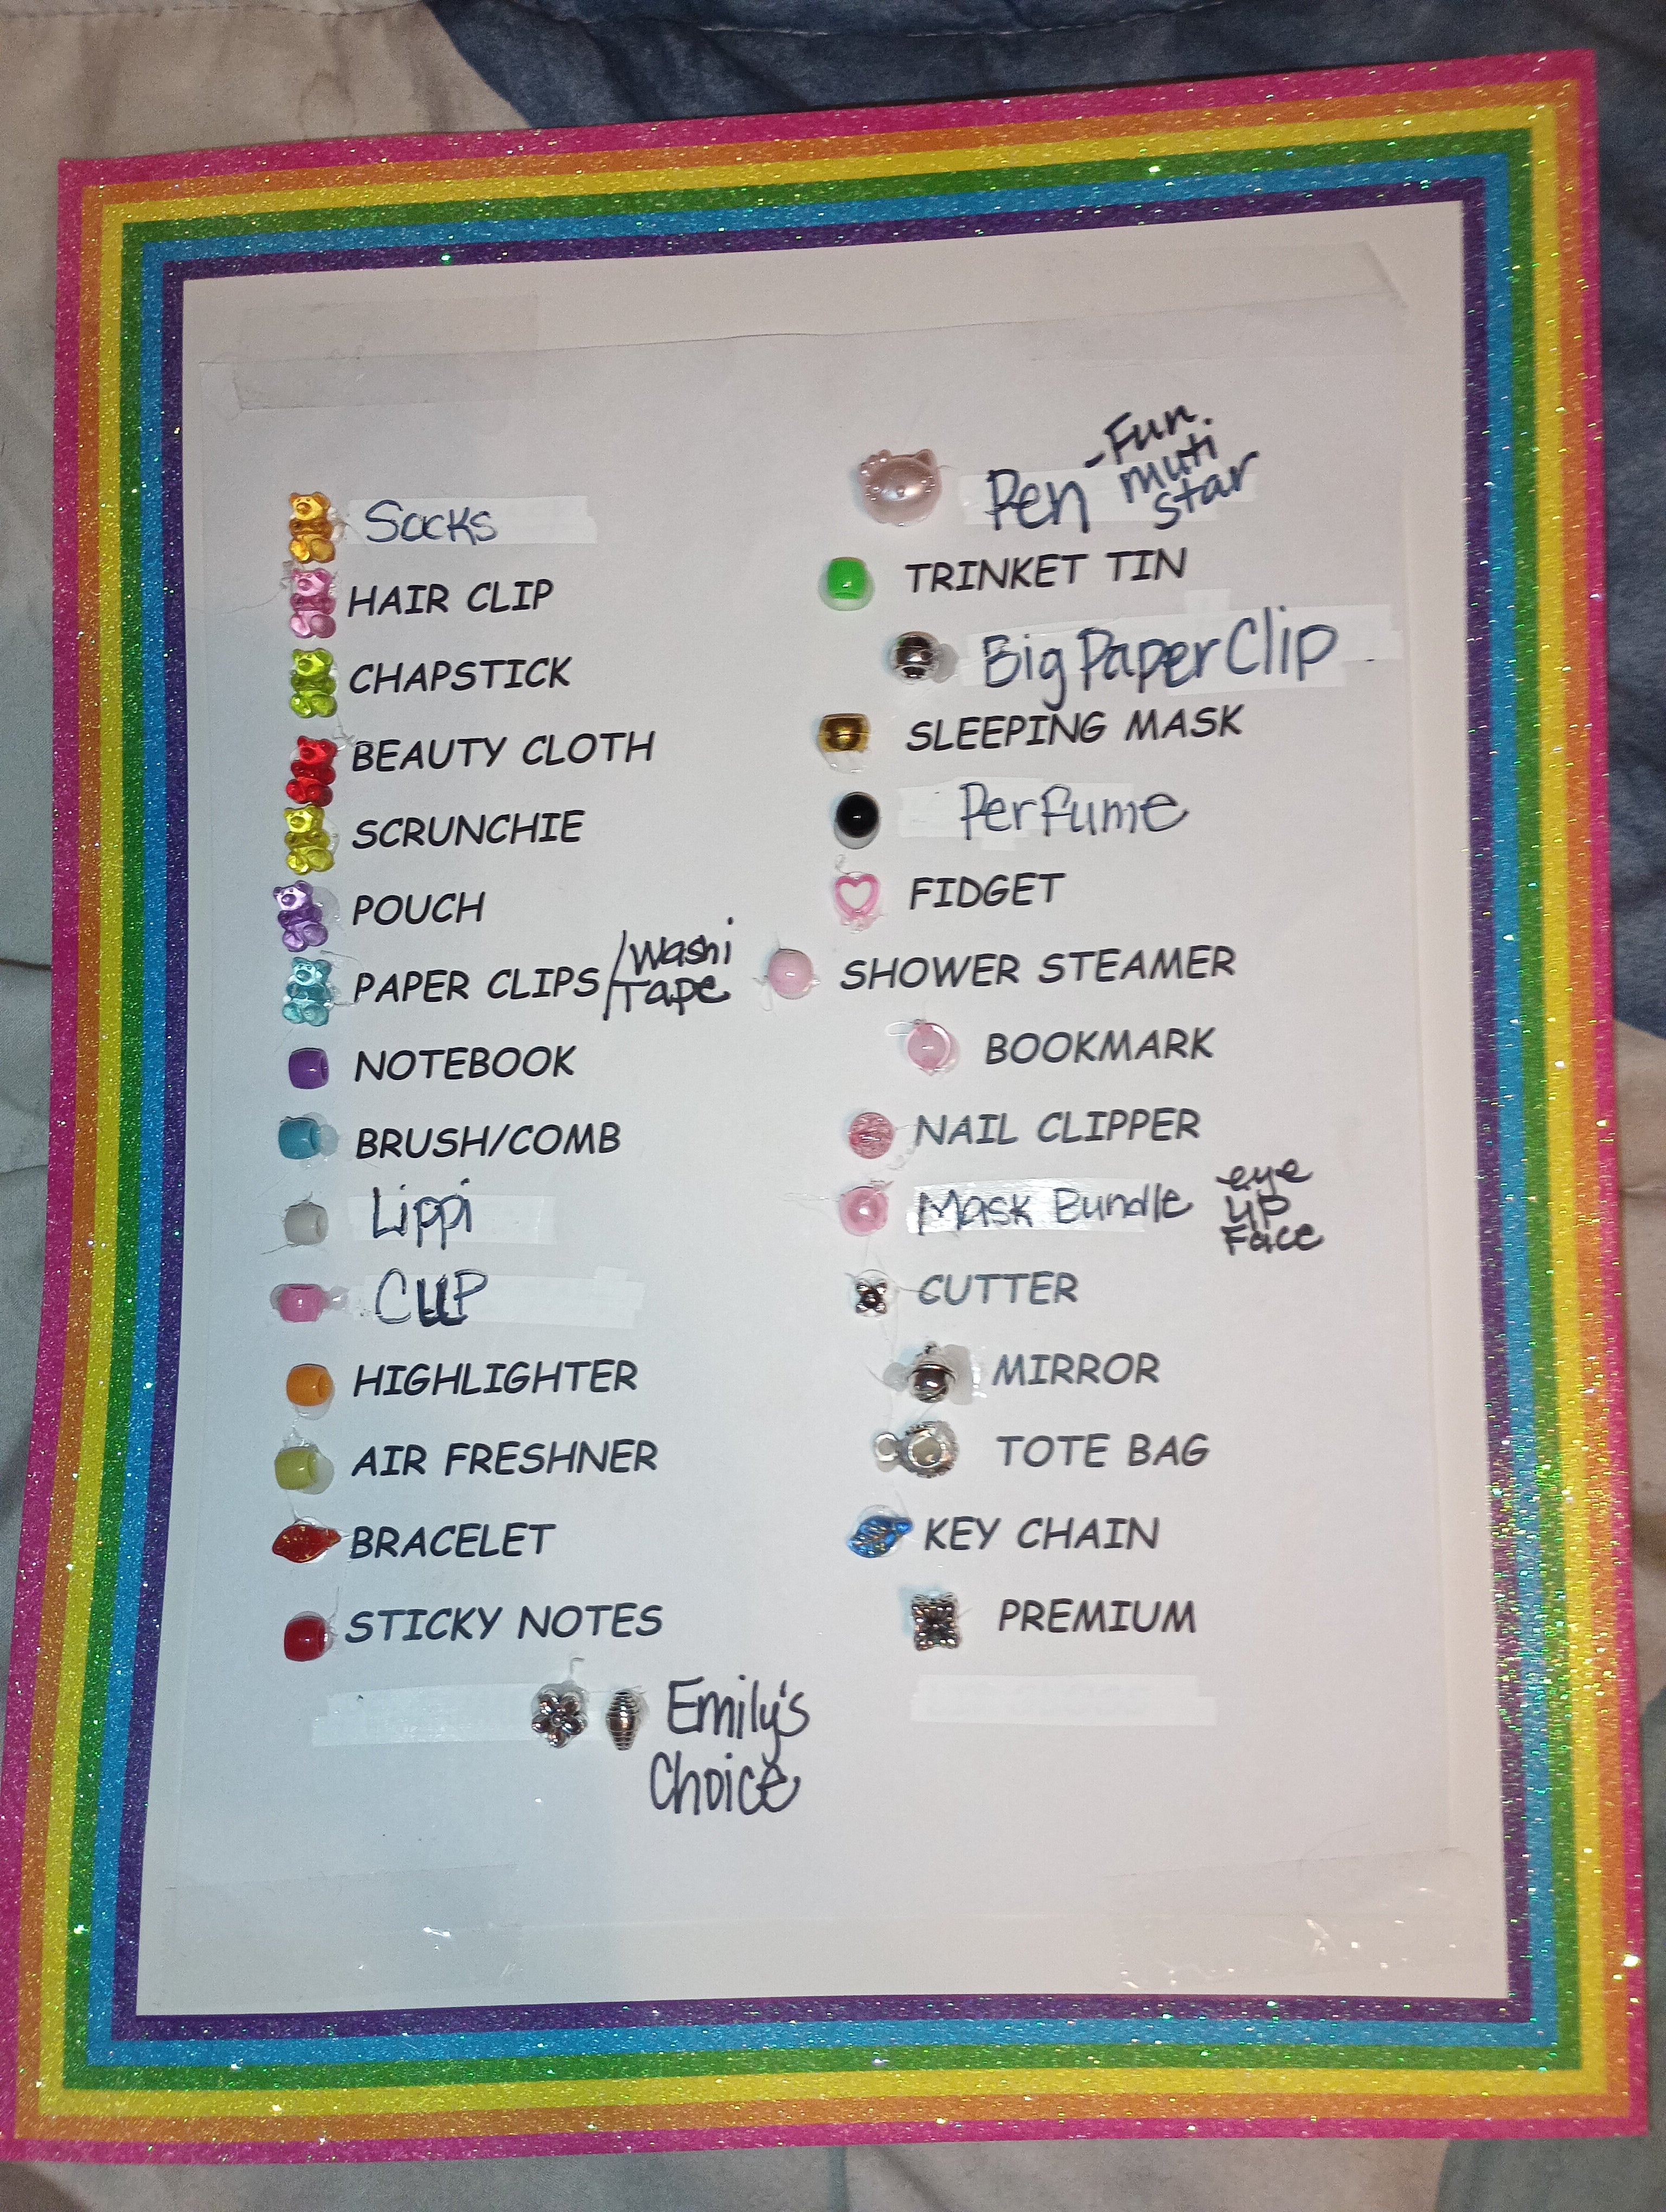 Socks
HAIR CLIP
CHAPSTICK
BEAUTY CLOTH
SCRUNCHIE
POUCH
PAPER CLIPS / Washi
Tape
NOTEBOOK
BRUSH/COMB
Lippi
CUP
HIGHLIGHTER
AIR FRESHNER
BRACELET
STICKY NOTES
Emily's
Choice
Pen - Fun.
muti
star
TRINKET TIN
Big Paper Clip
SLEEPING MASK
Perfume
FIDGET
SHOWER STEAMER
BOOKMARK
NAIL CLIPPER
Mask Bundle eye
Lip
Face
CUTTER
MIRROR
TOTE BAG
KEY CHAIN
PREMIUM